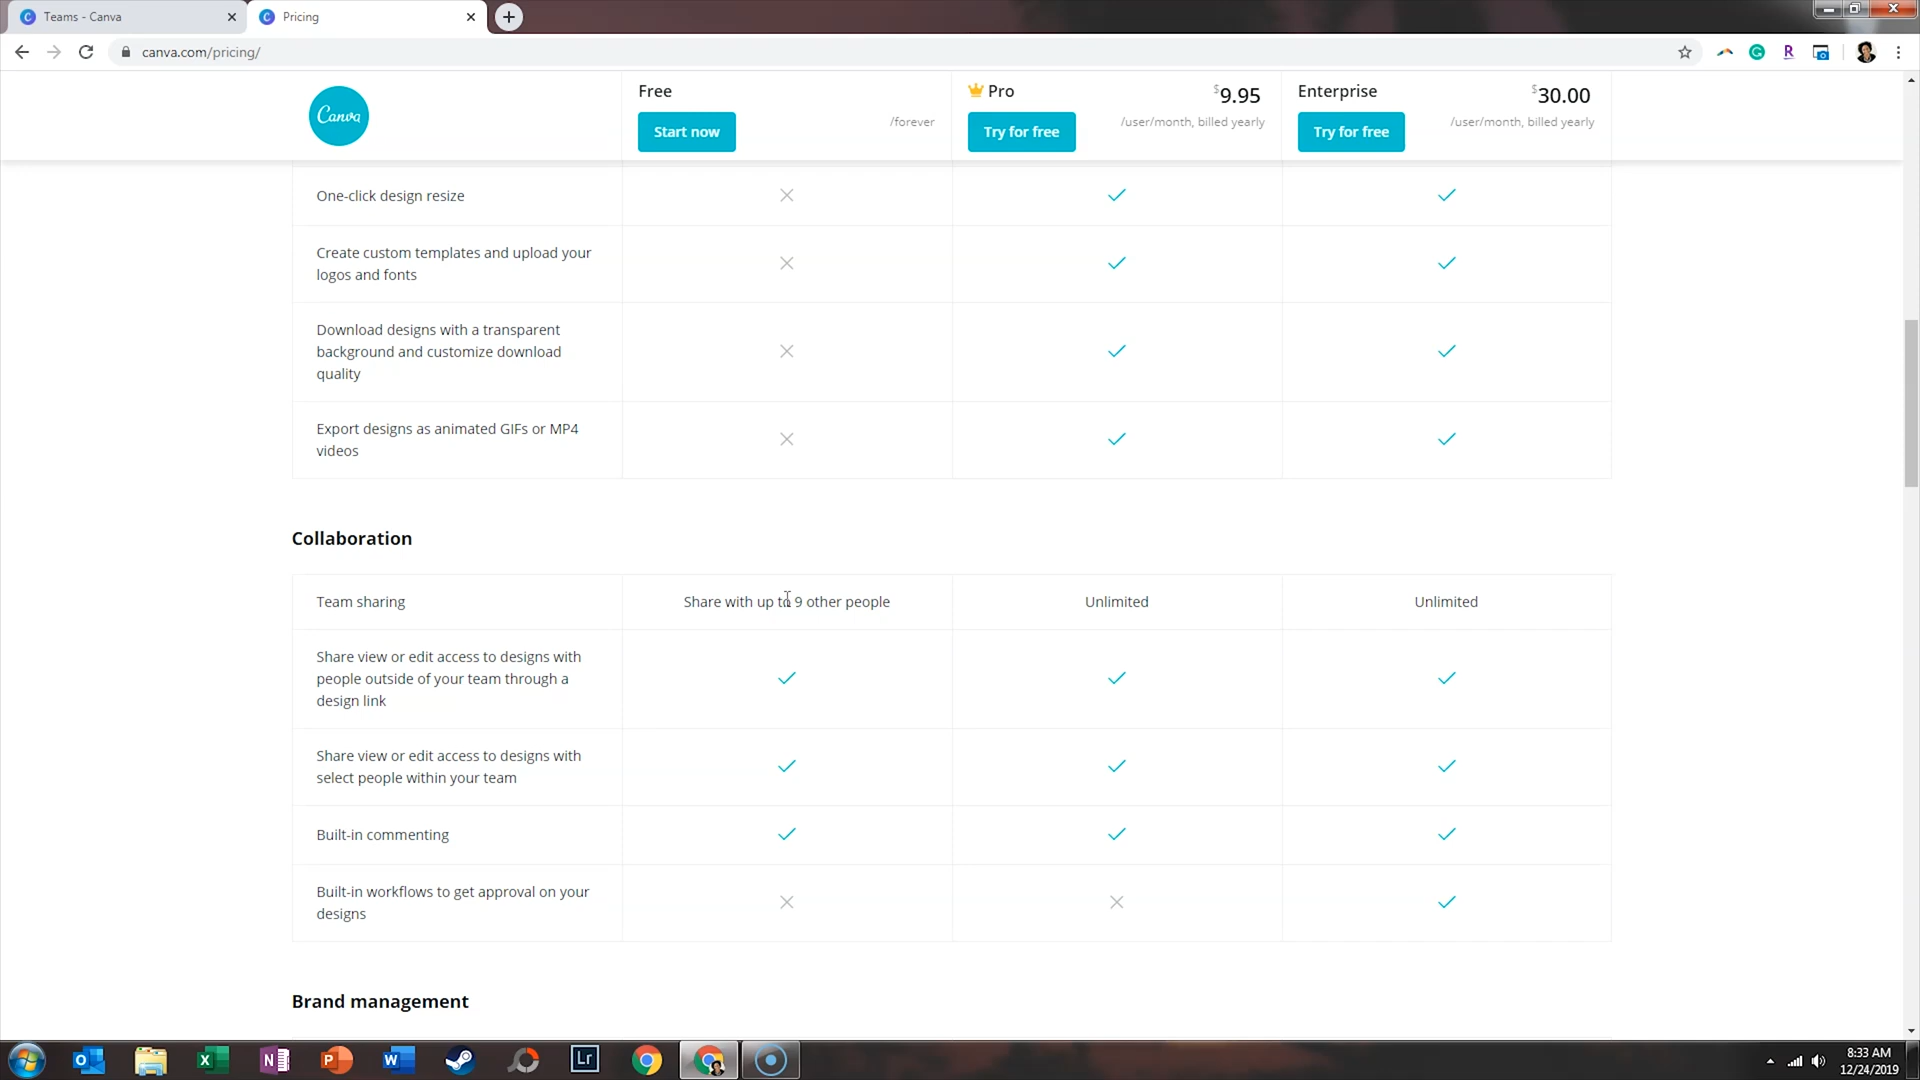 Teams - Canva
Pricing
canva.com/pricing/
Canva
Free
Start now
/forever
Pro
Try for free
$9.95
/user/month, billed yearly
Enterprise
Try for free
$30.00
/user/month, billed yearly
One-click design resize
Create custom templates and upload your
logos and fonts
Download designs with a transparent
background and customize download
quality
Export designs as animated GIFs or MP4
videos
Collaboration
Team sharing
Share with up to 9 other people
Unlimited
Unlimited
Share view or edit access to designs with
people outside of your team through a
design link
Share view or edit access to designs with
select people within your team
Built-in commenting
Built-in workflows to get approval on your
designs
Brand management
8:33 AM
12/24/2019